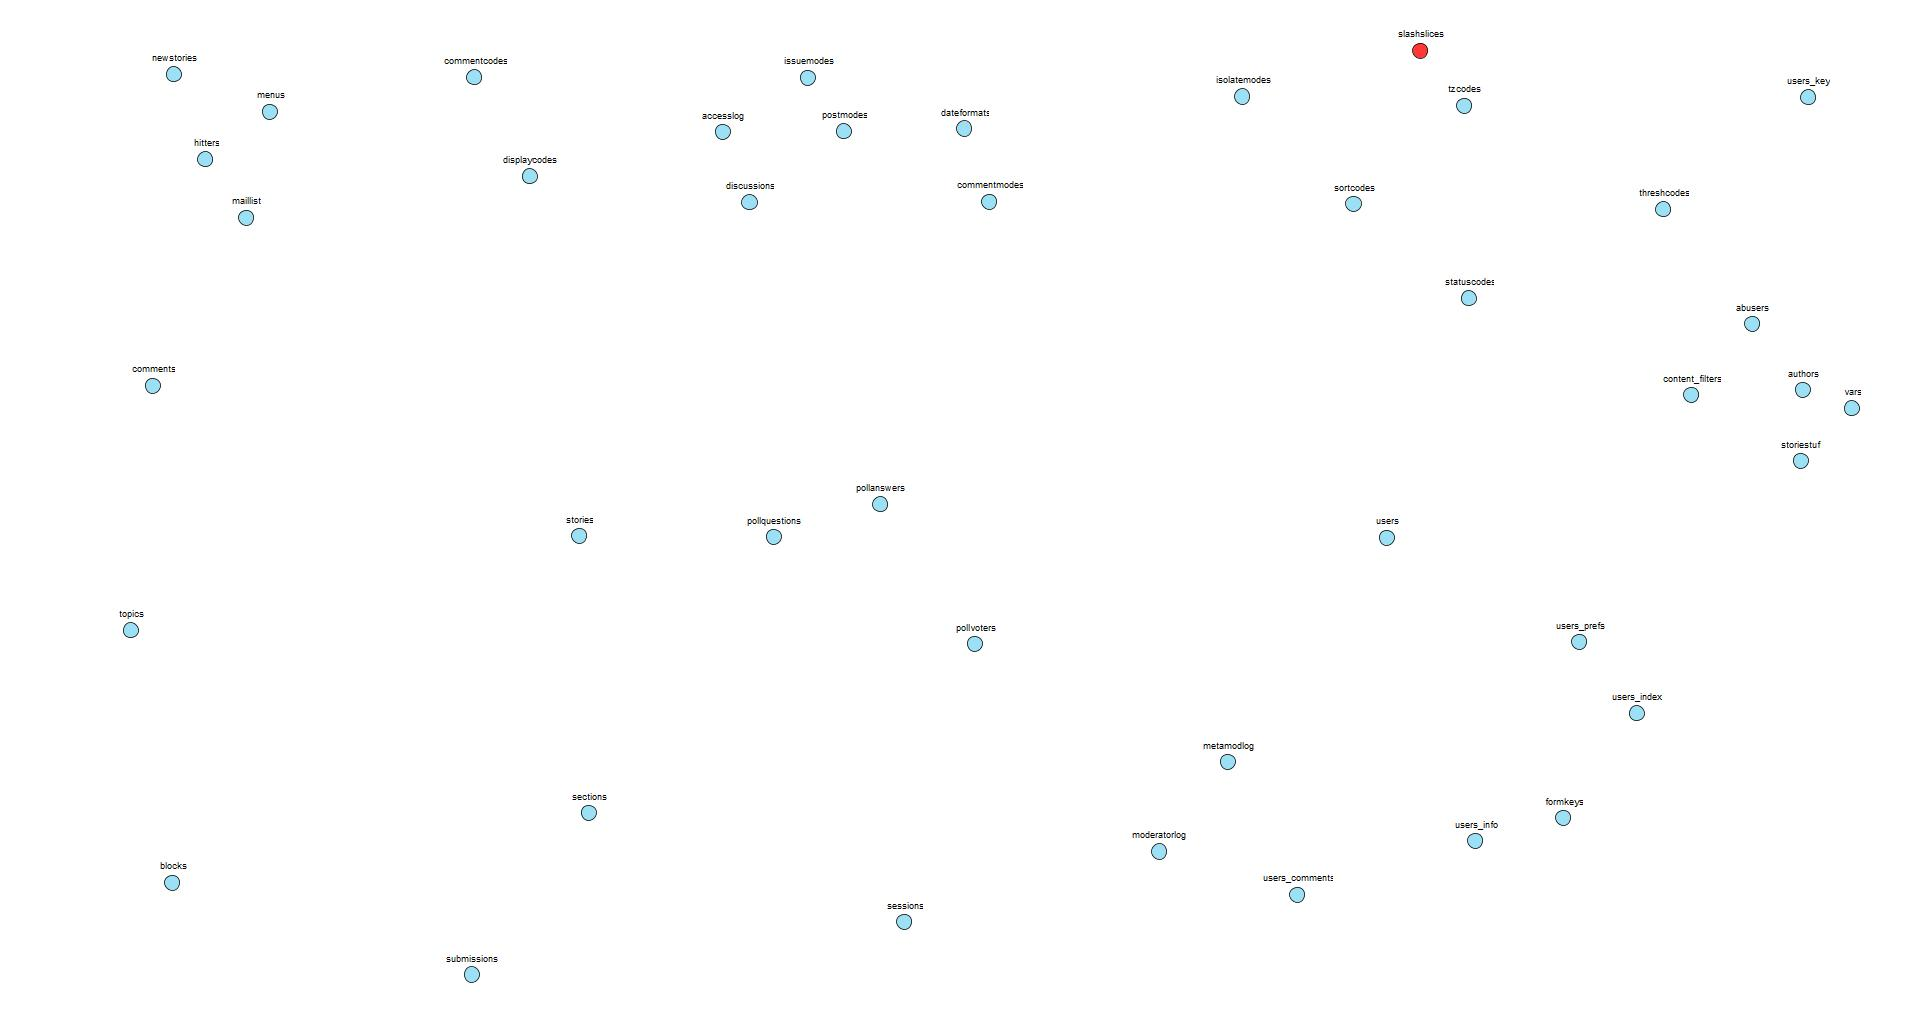 slashslices
newstories
commentcodes
issuemodes
isolatemodes
users_key
tzcodes
menus
accesslog
postmodes
dateformats
hitters
displaycodes
discussions
commentmodes
sortcodes
threshcodes
maillist
statuscodes
abusers
comments
content_filters
authors
vars
storiestuf
pollanswers
stories
pollquestions
users
topics
pollvoters
users_prefs
users_index
metamodlog
sections
formkeys
users_info
moderatorlog
blocks
users_comments
sessions
submissions